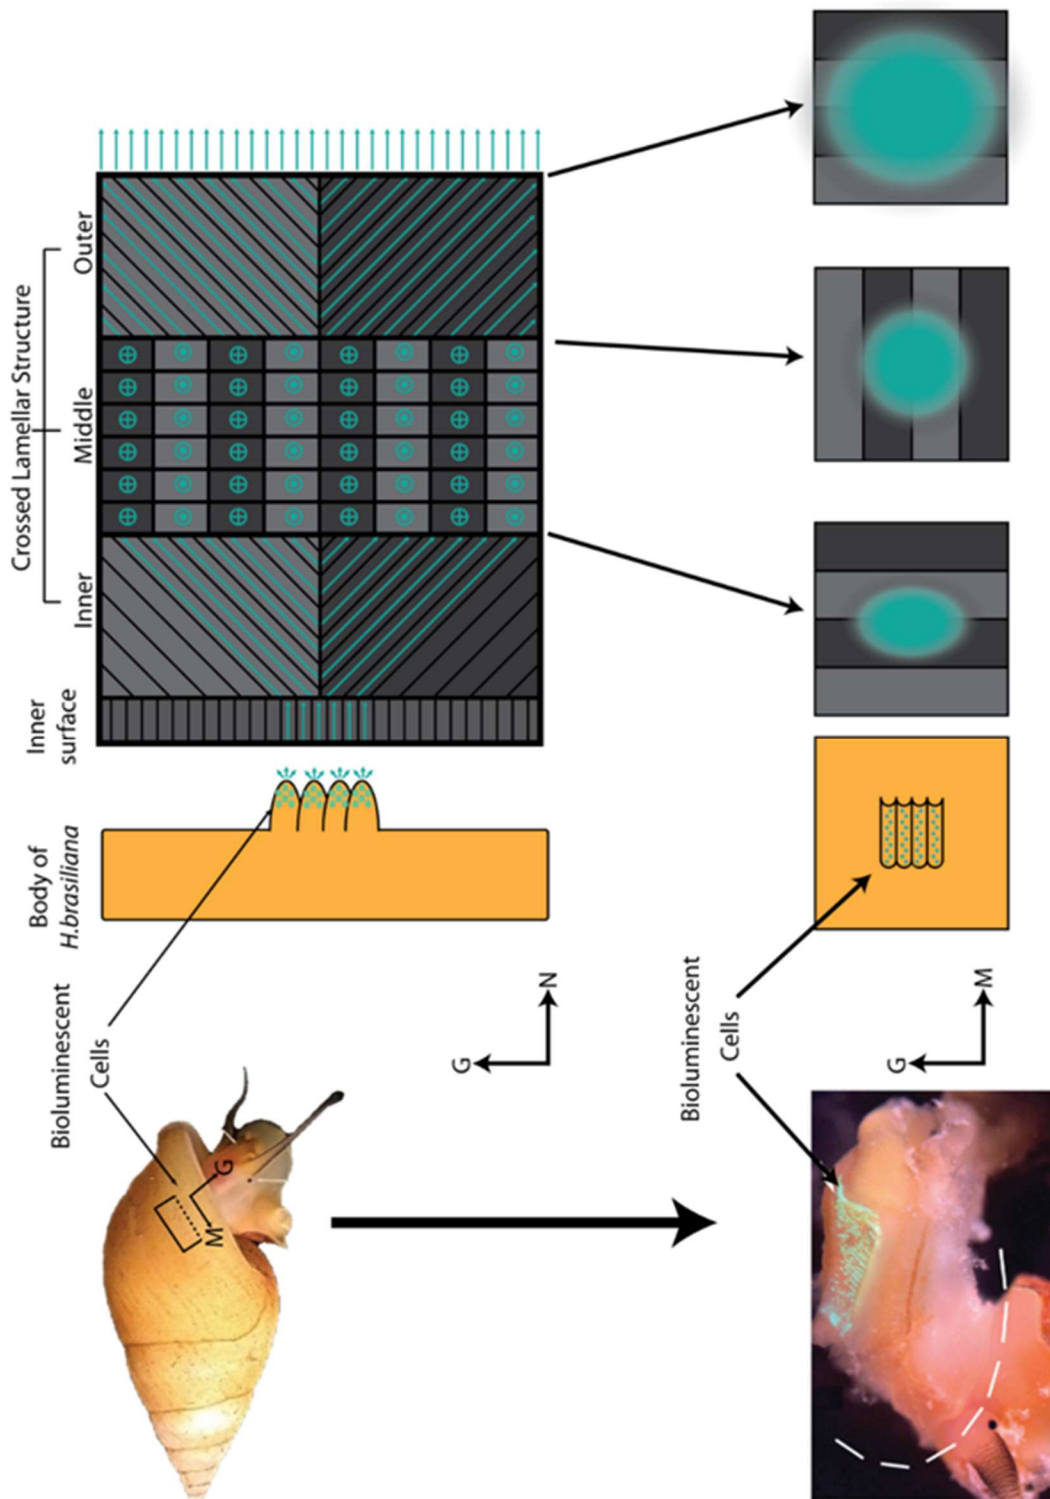 Crossed Lamellar Structure
Inner
Middle
Outer
Inner
surface
Body of
H.brasiliana
Bioluminescent
Cells
G
M
G
N
Bioluminescent
Cells
G
M